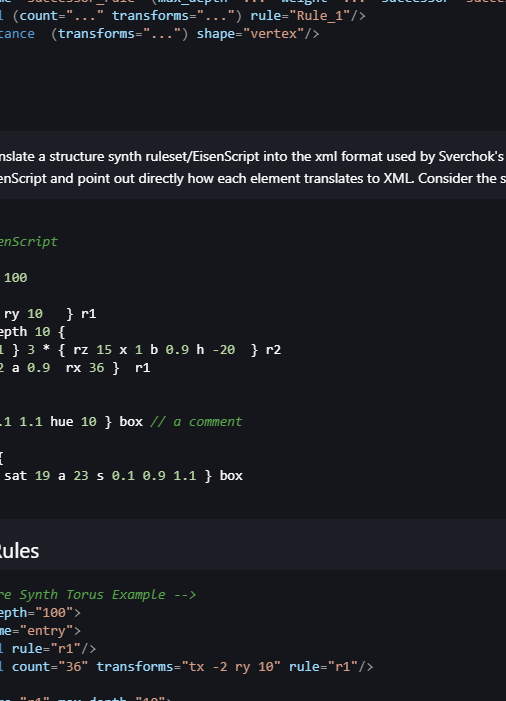 (count="..." transforms="...") rule="Rule_1"/>
tance (transforms="...") shape="vertex"/>
nslate a structure synth ruleset/EisenScript into the xml format used by Sverchok's
enScript and point out directly how each element translates to XML. Consider the s
enScript
100
ry 10 } r1
epth 10 {
} 3 * { rz 15 x 1 b 0.9 h -20 } r2
a 0.9 rx 36 } r1
.1 1.1 hue 10 } box // a comment
{
sat 19 a 23 s 0.1 0.9 1.1 } box
Rules
re Synth Torus Example -->
epth="100">
me="entry">
l rule="r1"/>
l count="36" transforms="tx -2 ry 10" rule="r1"/>